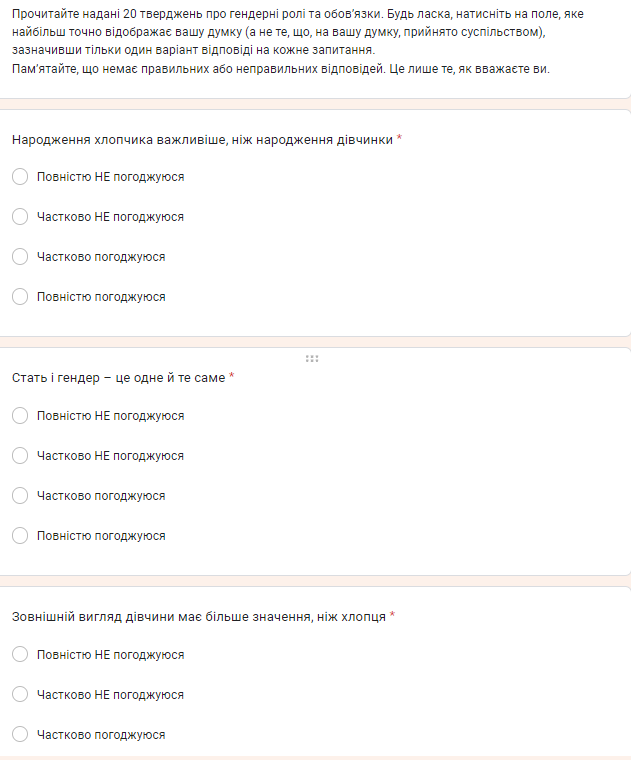 Прочитайте надані 20 тверджень про гендерні ролі та обов'язки. Будь ласка, натисніть на поле, яке
найбільш точно відображає вашу думку (а не те, що, на вашу думку, прийнято суспільством),
зазначивши тільки один варіант відповіді на кожне запитання.
Пам'ятайте, що немає правильних або неправильних відповідей. Це лише те, як вважаєте ви.
Народження хлопчика важливіше, ніж народження дівчинки *
Повністю НЕ погоджуюся
Частково НЕ погоджуюся
Частково погоджуюся
Повністю погоджуюся
Стать і гендер – це одне й те саме *
Повністю НЕ погоджуюся
Частково НЕ погоджуюся
Частково погоджуюся
Повністю погоджуюся
Зовнішній вигляд дівчини має більше значення, ніж хлопця *
Повністю НЕ погоджуюся
Частково НЕ погоджуюся
Частково погоджуюся